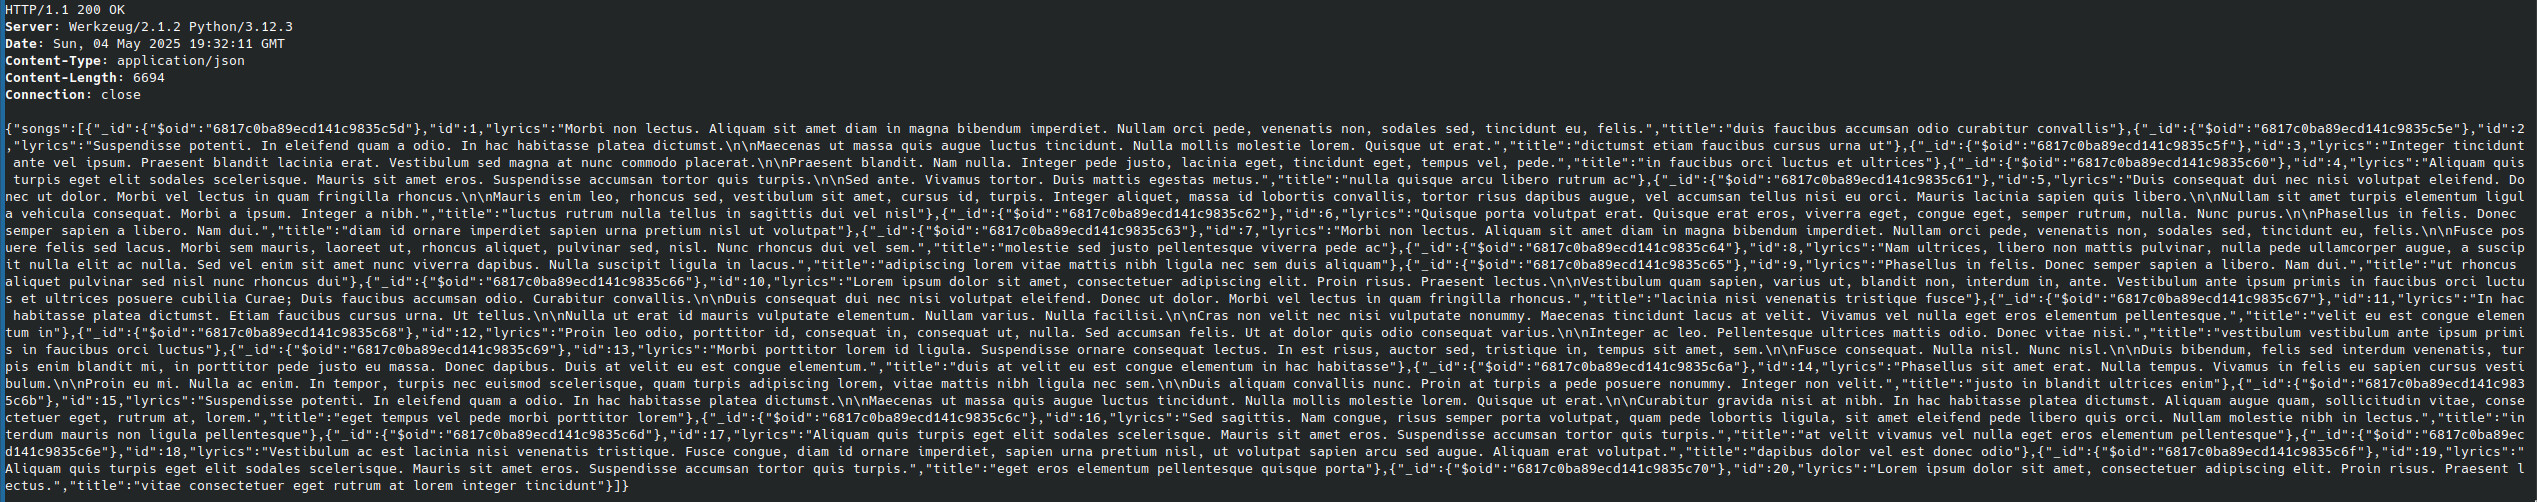 HTTP/1.1 200 OK
Server: Werkzeug/2.1.2 Python/3.12.3
Date: Sun, 04 May 2025 19:32:11 GMT
Content-Type: application/json
Content-Length: 6694
Connection: close
{"songs":[{"_id":{"$oid":"6817c0ba89ecd141c9835c5d"},"id":1,"lyrics":"Morbi non lectus. Aliquam sit amet diam in magna bibendum imperdiet. Nullam orci pede, venenatis non, sodales sed, tincidunt eu, felis.","title":"duis faucibus accumsan odio curabitur convallis"},{"_id":{"$oid":"6817c0ba89ecd141c9835c5e"},"id":2
,"lyrics":"Suspendisse potenti. In eleifend quam a odio. In hac habitasse platea dictumst.\n\nMaecenas ut massa quis augue luctus tincidunt. Nulla mollis molestie lorem. Quisque ut erat.","title":"dictumst etiam faucibus cursus urna ut"},{"_id":{"$oid":"6817c0ba89ecd141c9835c5f"},"id":3,"lyrics":"Integer tincidunt
 ante vel ipsum. Praesent blandit lacinia erat. Vestibulum sed magna at nunc commodo placerat.\n\nPraesent blandit. Nam nulla. Integer pede justo, lacinia eget, tincidunt eget, tempus vel, pede.","title":"in faucibus orci luctus et ultrices"},{"_id":{"$oid":"6817c0ba89ecd141c9835c60"},"id":4,"lyrics":"Aliquam quis
 turpis eget elit sodales scelerisque. Mauris sit amet eros. Suspendisse accumsan tortor quis turpis.\n\nSed ante. Vivamus tortor. Duis mattis egestas metus.","title":"nulla quisque arcu libero rutrum ac"},{"_id":{"$oid":"6817c0ba89ecd141c9835c61"},"id":5,"lyrics":"Duis consequat dui nec nisi volutpat eleifend. Do
nec ut dolor. Morbi vel lectus in quam fringilla rhoncus.\n\nMauris enim leo, rhoncus sed, vestibulum sit amet, cursus id, turpis. Integer aliquet, massa id lobortis convallis, tortor risus dapibus augue, vel accumsan tellus nisi eu orci. Mauris lacinia sapien quis libero.\n\nNullam sit amet turpis elementum ligul
a vehicula consequat. Morbi a ipsum. Integer a nibh.","title":"luctus rutrum nulla tellus in sagittis dui vel nisl"},{"_id":{"$oid":"6817c0ba89ecd141c9835c62"},"id":6,"lyrics":"Quisque porta volutpat erat. Quisque erat eros, viverra eget, congue eget, semper rutrum, nulla. Nunc purus.\n\nPhasellus in felis. Donec 
semper sapien a libero. Nam dui.","title":"diam id ornare imperdiet sapien urna pretium nisl ut volutpat"},{"_id":{"$oid":"6817c0ba89ecd141c9835c63"},"id":7,"lyrics":"Morbi non lectus. Aliquam sit amet diam in magna bibendum imperdiet. Nullam orci pede, venenatis non, sodales sed, tincidunt eu, felis.\n\nFusce pos
uere felis sed lacus. Morbi sem mauris, laoreet ut, rhoncus aliquet, pulvinar sed, nisl. Nunc rhoncus dui vel sem.","title":"molestie sed justo pellentesque viverra pede ac"},{"_id":{"$oid":"6817c0ba89ecd141c9835c64"},"id":8,"lyrics":"Nam ultrices, libero non mattis pulvinar, nulla pede ullamcorper augue, a suscip
it nulla elit ac nulla. Sed vel enim sit amet nunc viverra dapibus. Nulla suscipit ligula in lacus.","title":"adipiscing lorem vitae mattis nibh ligula nec sem duis aliquam"},{"_id":{"$oid":"6817c0ba89ecd141c9835c65"},"id":9,"lyrics":"Phasellus in felis. Donec semper sapien a libero. Nam dui.","title":"ut rhoncus 
aliquet pulvinar sed nisl nunc rhoncus dui"},{"_id":{"$oid":"6817c0ba89ecd141c9835c66"},"id":10,"lyrics":"Lorem ipsum dolor sit amet, consectetuer adipiscing elit. Proin risus. Praesent lectus.\n\nVestibulum quam sapien, varius ut, blandit non, interdum in, ante. Vestibulum ante ipsum primis in faucibus orci luctu
s et ultrices posuere cubilia Curae; Duis faucibus accumsan odio. Curabitur convallis.\n\nDuis consequat dui nec nisi volutpat eleifend. Donec ut dolor. Morbi vel lectus in quam fringilla rhoncus.","title":"lacinia nisi venenatis tristique fusce"},{"_id":{"$oid":"6817c0ba89ecd141c9835c67"},"id":11,"lyrics":"In hac
 habitasse platea dictumst. Etiam faucibus cursus urna. Ut tellus.\n\nNulla ut erat id mauris vulputate elementum. Nullam varius. Nulla facilisi.\n\nCras non velit nec nisi vulputate nonummy. Maecenas tincidunt lacus at velit. Vivamus vel nulla eget eros elementum pellentesque.","title":"velit eu est congue elemen
tum in"},{"_id":{"$oid":"6817c0ba89ecd141c9835c68"},"id":12,"lyrics":"Proin leo odio, porttitor id, consequat in, consequat ut, nulla. Sed accumsan felis. Ut at dolor quis odio consequat varius.\n\nInteger ac leo. Pellentesque ultrices mattis odio. Donec vitae nisi.","title":"vestibulum vestibulum ante ipsum primi
s in faucibus orci luctus"},{"_id":{"$oid":"6817c0ba89ecd141c9835c69"},"id":13,"lyrics":"Morbi porttitor lorem id ligula. Suspendisse ornare consequat lectus. In est risus, auctor sed, tristique in, tempus sit amet, sem.\n\nFusce consequat. Nulla nisl. Nunc nisl.\n\nDuis bibendum, felis sed interdum venenatis, tur
pis enim blandit mi, in porttitor pede justo eu massa. Donec dapibus. Duis at velit eu est congue elementum.","title":"duis at velit eu est congue elementum in hac habitasse"},{"_id":{"$oid":"6817c0ba89ecd141c9835c6a"},"id":14,"lyrics":"Phasellus sit amet erat. Nulla tempus. Vivamus in felis eu sapien cursus vesti
bulum.\n\nProin eu mi. Nulla ac enim. In tempor, turpis nec euismod scelerisque, quam turpis adipiscing lorem, vitae mattis nibh ligula nec sem.\n\nDuis aliquam convallis nunc. Proin at turpis a pede posuere nonummy. Integer non velit.","title":"justo in blandit ultrices enim"},{"_id":{"$oid":"6817c0ba89ecd141c983
5c6b"},"id":15,"lyrics":"Suspendisse potenti. In eleifend quam a odio. In hac habitasse platea dictumst.\n\nMaecenas ut massa quis augue luctus tincidunt. Nulla mollis molestie lorem. Quisque ut erat.\n\nCurabitur gravida nisi at nibh. In hac habitasse platea dictumst. Aliquam augue quam, sollicitudin vitae, conse
ctetuer eget, rutrum at, lorem.","title":"eget tempus vel pede morbi porttitor lorem"},{"_id":{"$oid":"6817c0ba89ecd141c9835c6c"},"id":16,"lyrics":"Sed sagittis. Nam congue, risus semper porta volutpat, quam pede lobortis ligula, sit amet eleifend pede libero quis orci. Nullam molestie nibh in lectus.","title":"in
terdum mauris non ligula pellentesque"},{"_id":{"$oid":"6817c0ba89ecd141c9835c6d"},"id":17,"lyrics":"Aliquam quis turpis eget elit sodales scelerisque. Mauris sit amet eros. Suspendisse accumsan tortor quis turpis.","title":"at velit vivamus vel nulla eget eros elementum pellentesque"},{"_id":{"$oid":"6817c0ba89ec
d141c9835c6e"},"id":18,"lyrics":"Vestibulum ac est lacinia nisi venenatis tristique. Fusce congue, diam id ornare imperdiet, sapien urna pretium nisl, ut volutpat sapien arcu sed augue. Aliquam erat volutpat.","title":"dapibus dolor vel est donec odio"},{"_id":{"$oid":"6817c0ba89ecd141c9835c6f"},"id":19,"lyrics":"
Aliquam quis turpis eget elit sodales scelerisque. Mauris sit amet eros. Suspendisse accumsan tortor quis turpis.","title":"eget eros elementum pellentesque quisque porta"},{"_id":{"$oid":"6817c0ba89ecd141c9835c70"},"id":20,"lyrics":"Lorem ipsum dolor sit amet, consectetuer adipiscing elit. Proin risus. Praesent l
ectus.","title":"vitae consectetuer eget rutrum at lorem integer tincidunt"}]}